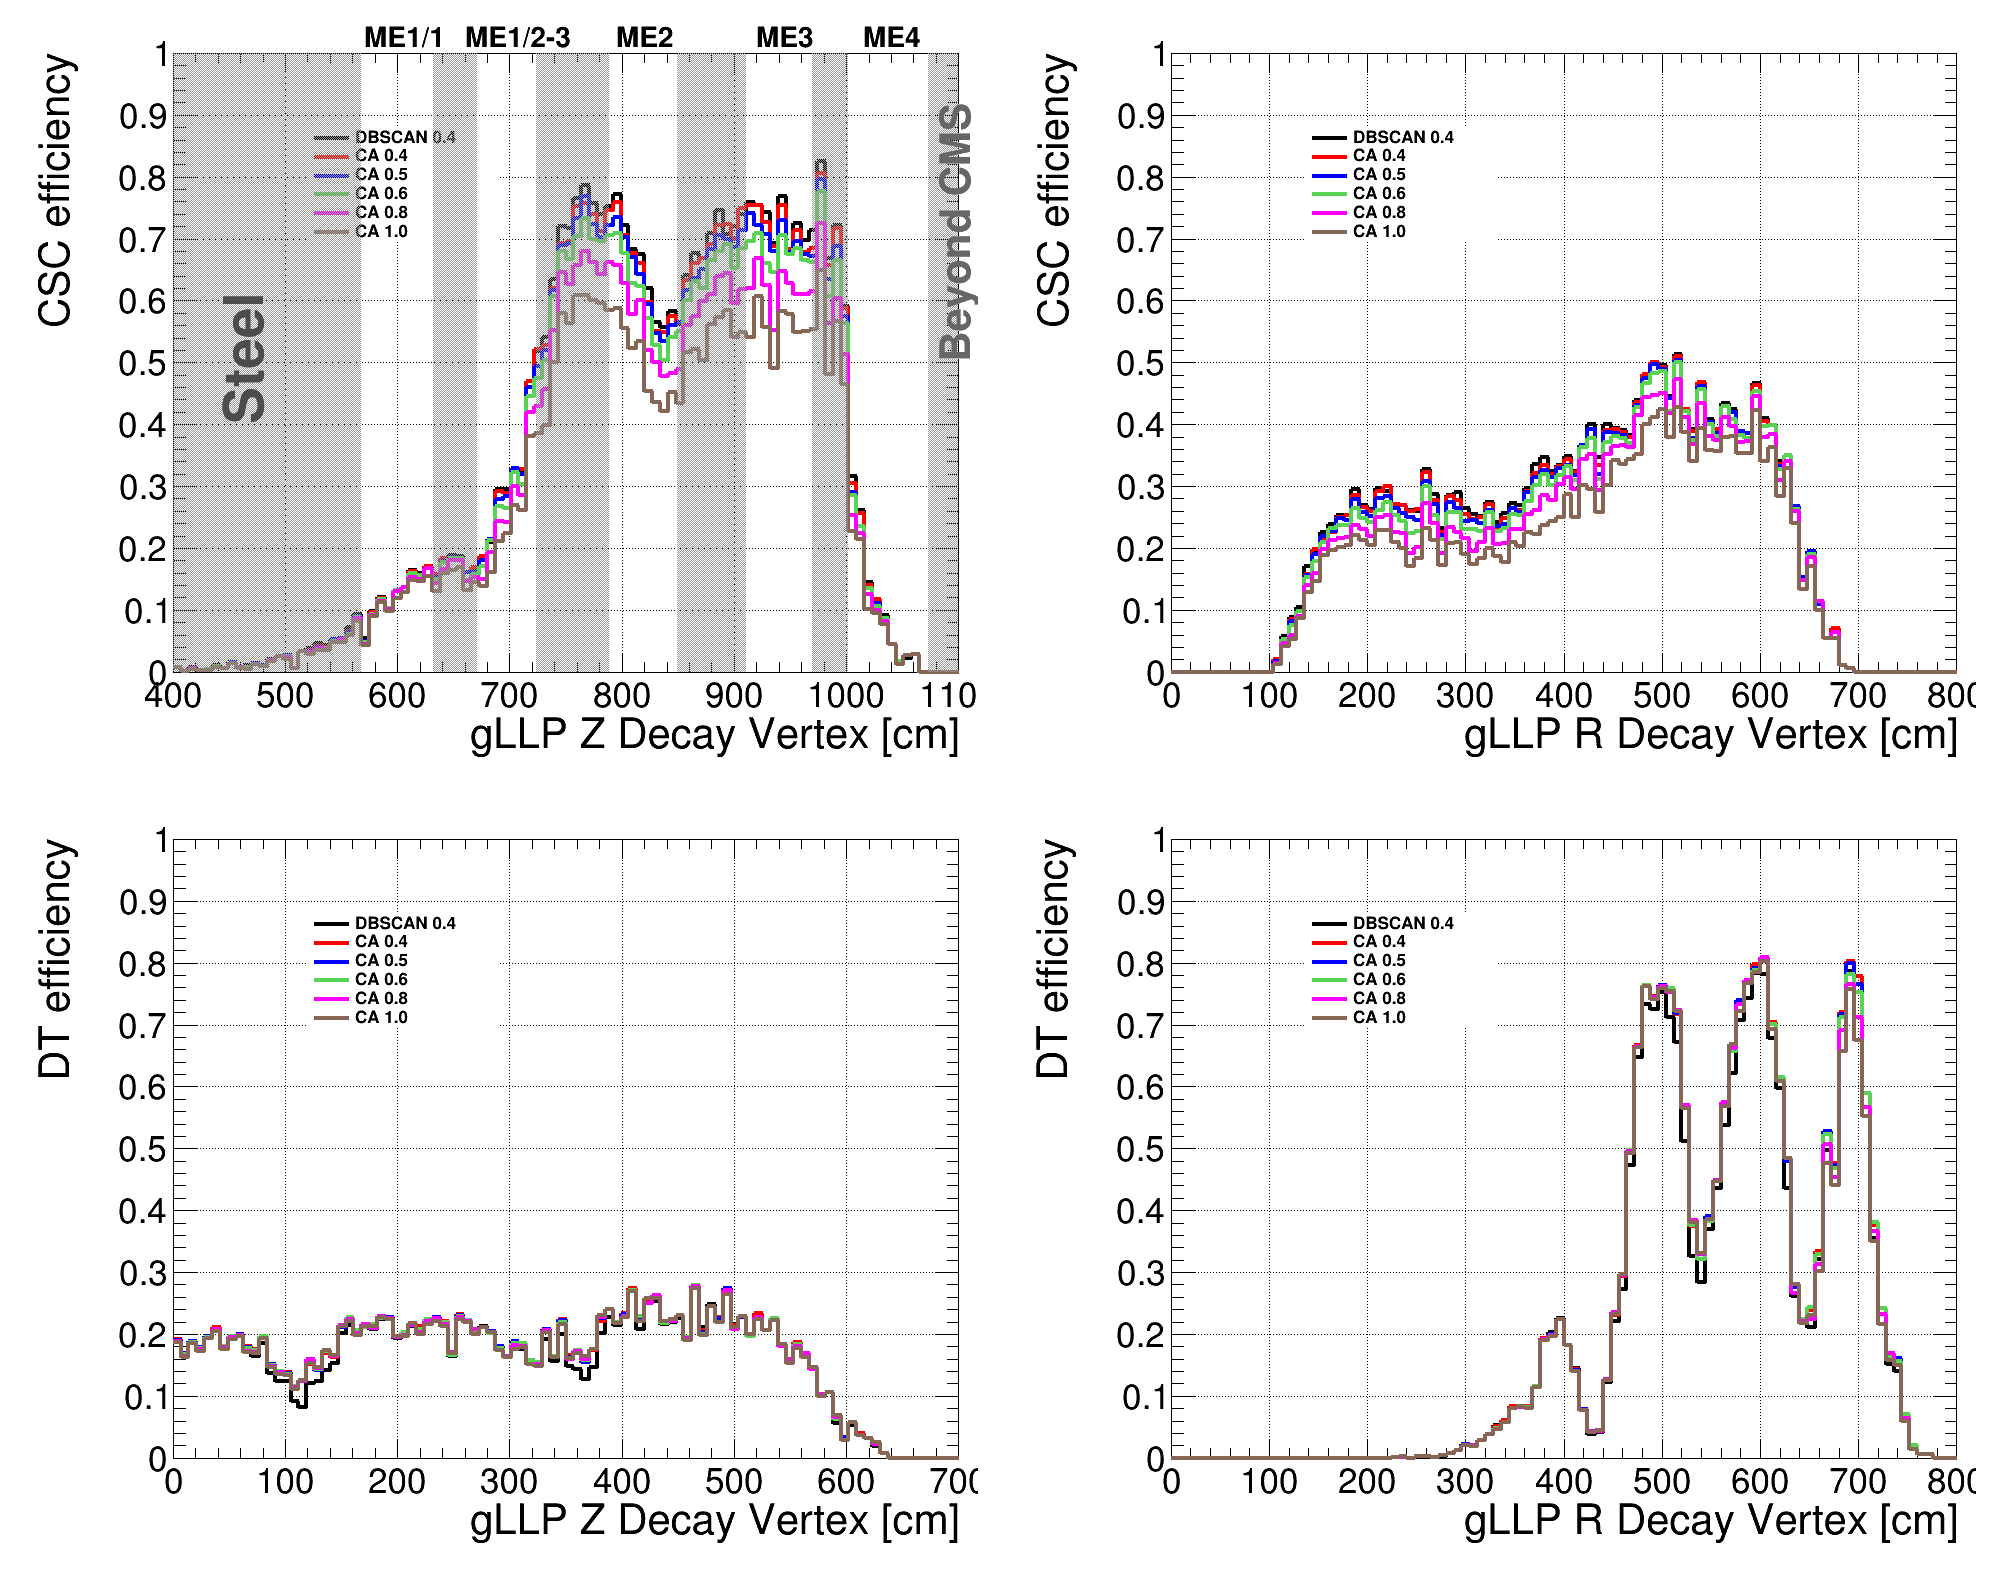 ME1/1 ME1/2-3 ME2 ME3 ME4
CSC efficiency
1
0.9
0.8
0.7
0.6
0.5
0.4
0.3
0.2
0.1
0
DBSCAN 0.4
CA 0.4
CA 0.5
CA 0.6
CA 0.8
CA 1.0
Steel
Beyond CMS
400 500 600 700 800 900 1000 110
gLLP Z Decay Vertex [cm]
CSC efficiency
1
0.9
0.8
0.7
0.6
0.5
0.4
0.3
0.2
0.1
0
DBSCAN 0.4
CA 0.4
CA 0.5
CA 0.6
CA 0.8
CA 1.0
0 100 200 300 400 500 600 700 800
gLLP R Decay Vertex [cm]
DT efficiency
1
0.9
0.8
0.7
0.6
0.5
0.4
0.3
0.2
0.1
0
DBSCAN 0.4
CA 0.4
CA 0.5
CA 0.6
CA 0.8
CA 1.0
0 100 200 300 400 500 600 700
gLLP Z Decay Vertex [cm]
DT efficiency
1
0.9
0.8
0.7
0.6
0.5
0.4
0.3
0.2
0.1
0
DBSCAN 0.4
CA 0.4
CA 0.5
CA 0.6
CA 0.8
CA 1.0
0 100 200 300 400 500 600 700 800
gLLP R Decay Vertex [cm]